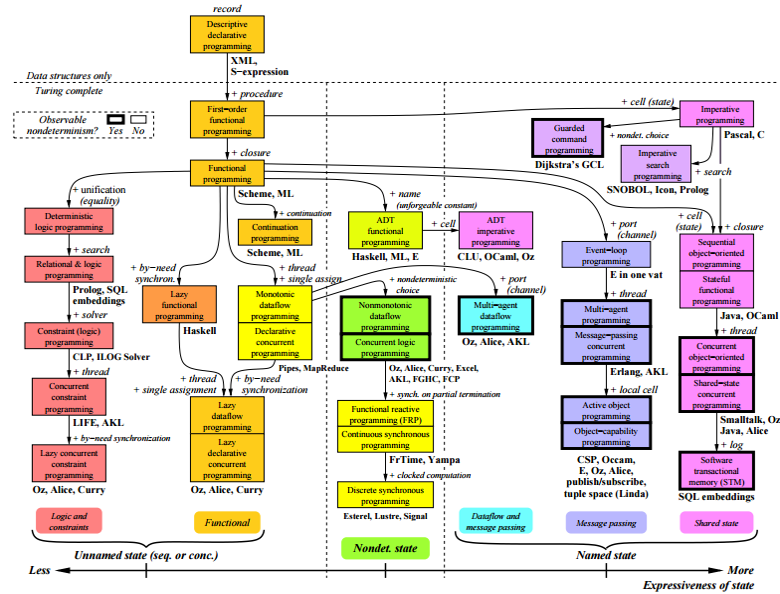 record
Descriptive
declarative
programming
XML,
S−expression
Data structures only
Turing complete
+ procedure
Observable
nondeterminism?
Yes
No
First−order
functional
programming
+ cell (state)
Imperative
programming
Pascal, C
Guarded
command
programming
+ nondet. choice
Dijkstra's GCL
Imperative
search
programming
+ search
SNOBOL, Icon, Prolog
+ closure
Functional
programming
Scheme, ML
+ unification
(equality)
Deterministic
logic programming
+ search
Relational & logic
programming
Prolog, SQL
embeddings
+ solver
Constraint (logic)
programming
CLP, ILOG Solver
+ thread
Concurrent
constraint
programming
LIFE, AKL
+ by−need synchronization
Lazy concurrent
constraint
programming
Oz, Alice, Curry
+ continuation
Continuation
programming
Scheme, ML
+ by−need
synchron.
Lazy
functional
programming
Haskell
+ thread
+ single assignment
+ thread
+ single assign.
Monotonic
dataflow
programming
Declarative
concurrent
programming
Pipes, MapReduce
+ by−need
synchronization
Lazy
dataflow
programming
Lazy
declarative
concurrent
programming
Oz, Alice, Curry
+ name
(unforgeable constant)
ADT
functional
programming
Haskell, ML, E
+ cell
ADT
imperative
programming
CLU, OCaml, Oz
+ nondeterministic
choice
Nonmonotonic
dataflow
programming
Concurrent logic
programming
Oz, Alice, Curry, Excel,
AKL, FGHC, FCP
+ synch. on partial termination
Functional reactive
programming (FRP)
Continuous synchronous
programming
FrTime, Yampa
+ clocked computation
Discrete synchronous
programming
Esterel, Lustre, Signal
+ port
(channel)
Multi−agent
dataflow
programming
Oz, Alice, AKL
+ port
(channel)
Event−loop
programming
E in one vat
+ thread
Multi−agent
programming
Message−passing
concurrent
programming
Erlang, AKL
+ local cell
Active object
programming
Object−capability
programming
CSP, Occam,
E, Oz, Alice,
publish/subscribe,
tuple space (Linda)
+ cell
(state)
+ closure
Sequential
object−oriented
programming
Stateful
functional
programming
Java, OCaml
+ thread
Concurrent
object−oriented
programming
Shared−state
concurrent
programming
Smalltalk, Oz,
Java, Alice
+ log
Software
transactional
memory (STM)
SQL embeddings
Logic and
constraints
Functional
Dataflow and
message passing
Message passing
Shared state
Unnamed state (seq. or conc.)
Nondet. state
Named state
Less
More
Expressiveness of state